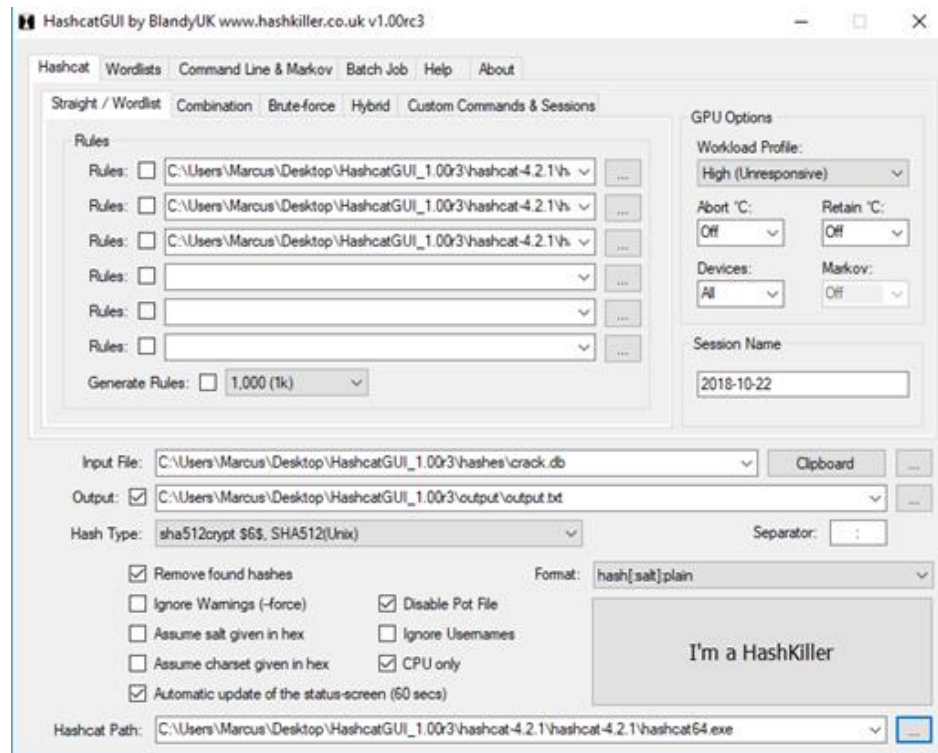 HashcatGUI by BlandyUK www.hashkiller.co.uk v1.00rc3
Hashcat Wordlists Command Line & Markov Batch Job Help About
Straight / Wordlist Combination Brute-force Hybrid Custom Commands & Sessions
Rules
Rules: C:\Users\Marcus\Desktop\HashcatGUI_1.00r3\hashcat-4.2.1\h ...
Rules: C:\Users\Marcus\Desktop\HashcatGUI_1.00r3\hashcat-4.2.1\h ...
Rules: C:\Users\Marcus\Desktop\HashcatGUI_1.00r3\hashcat-4.2.1\h ...
Rules: ...
Rules: ...
Rules: ...
Generate Rules: 1,000 (1k)
GPU Options
Workload Profile:
High (Unresponsive)
Abort °C: Retain °C:
Off Off
Devices: Markov:
All Off
Session Name
2018-10-22
Input File: C:\Users\Marcus\Desktop\HashcatGUI_1.00r3\hashes\crack.db Clipboard ...
Output: C:\Users\Marcus\Desktop\HashcatGUI_1.00r3\output\output.txt ...
Hash Type: sha512crypt $6$, SHA512(Unix) Separator: :
Remove found hashes Format: hash[:salt]:plain
Ignore Warnings (--force) Disable Pot File
Assume salt given in hex Ignore Usernames
Assume charset given in hex CPU only
Automatic update of the status-screen (60 secs)
I'm a HashKiller
Hashcat Path: C:\Users\Marcus\Desktop\HashcatGUI_1.00r3\hashcat-4.2.1\hashcat-4.2.1\hashcat64.exe ...